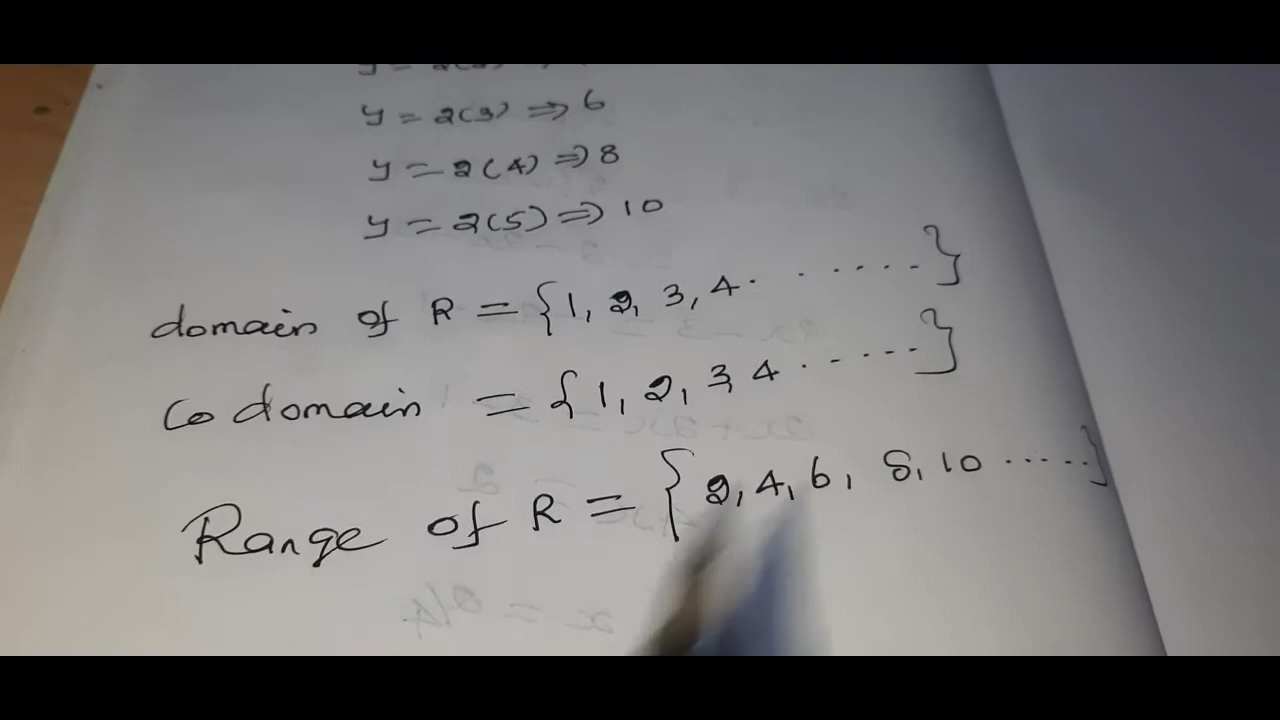 y = 2(3) ⇒ 6
y = 2(4) ⇒ 8
y = 2(5) ⇒ 10
domain of R = {1, 2, 3, 4. . . . . . .}
Co domain = {1, 2, 3, 4 . . . . . . .}
Range of R = {2, 4, 6, 8, 10 . . . . . }